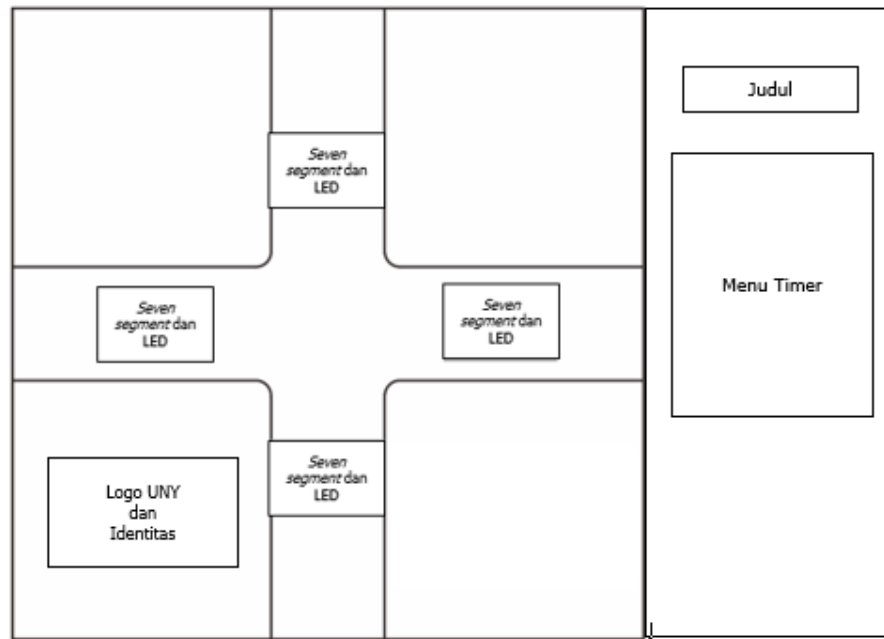 Judul
Seven
segment dan
LED
Menu Timer
Seven
segment dan
LED
Seven
segment dan
LED
Seven
segment dan
LED
Logo UNY
dan
Identitas